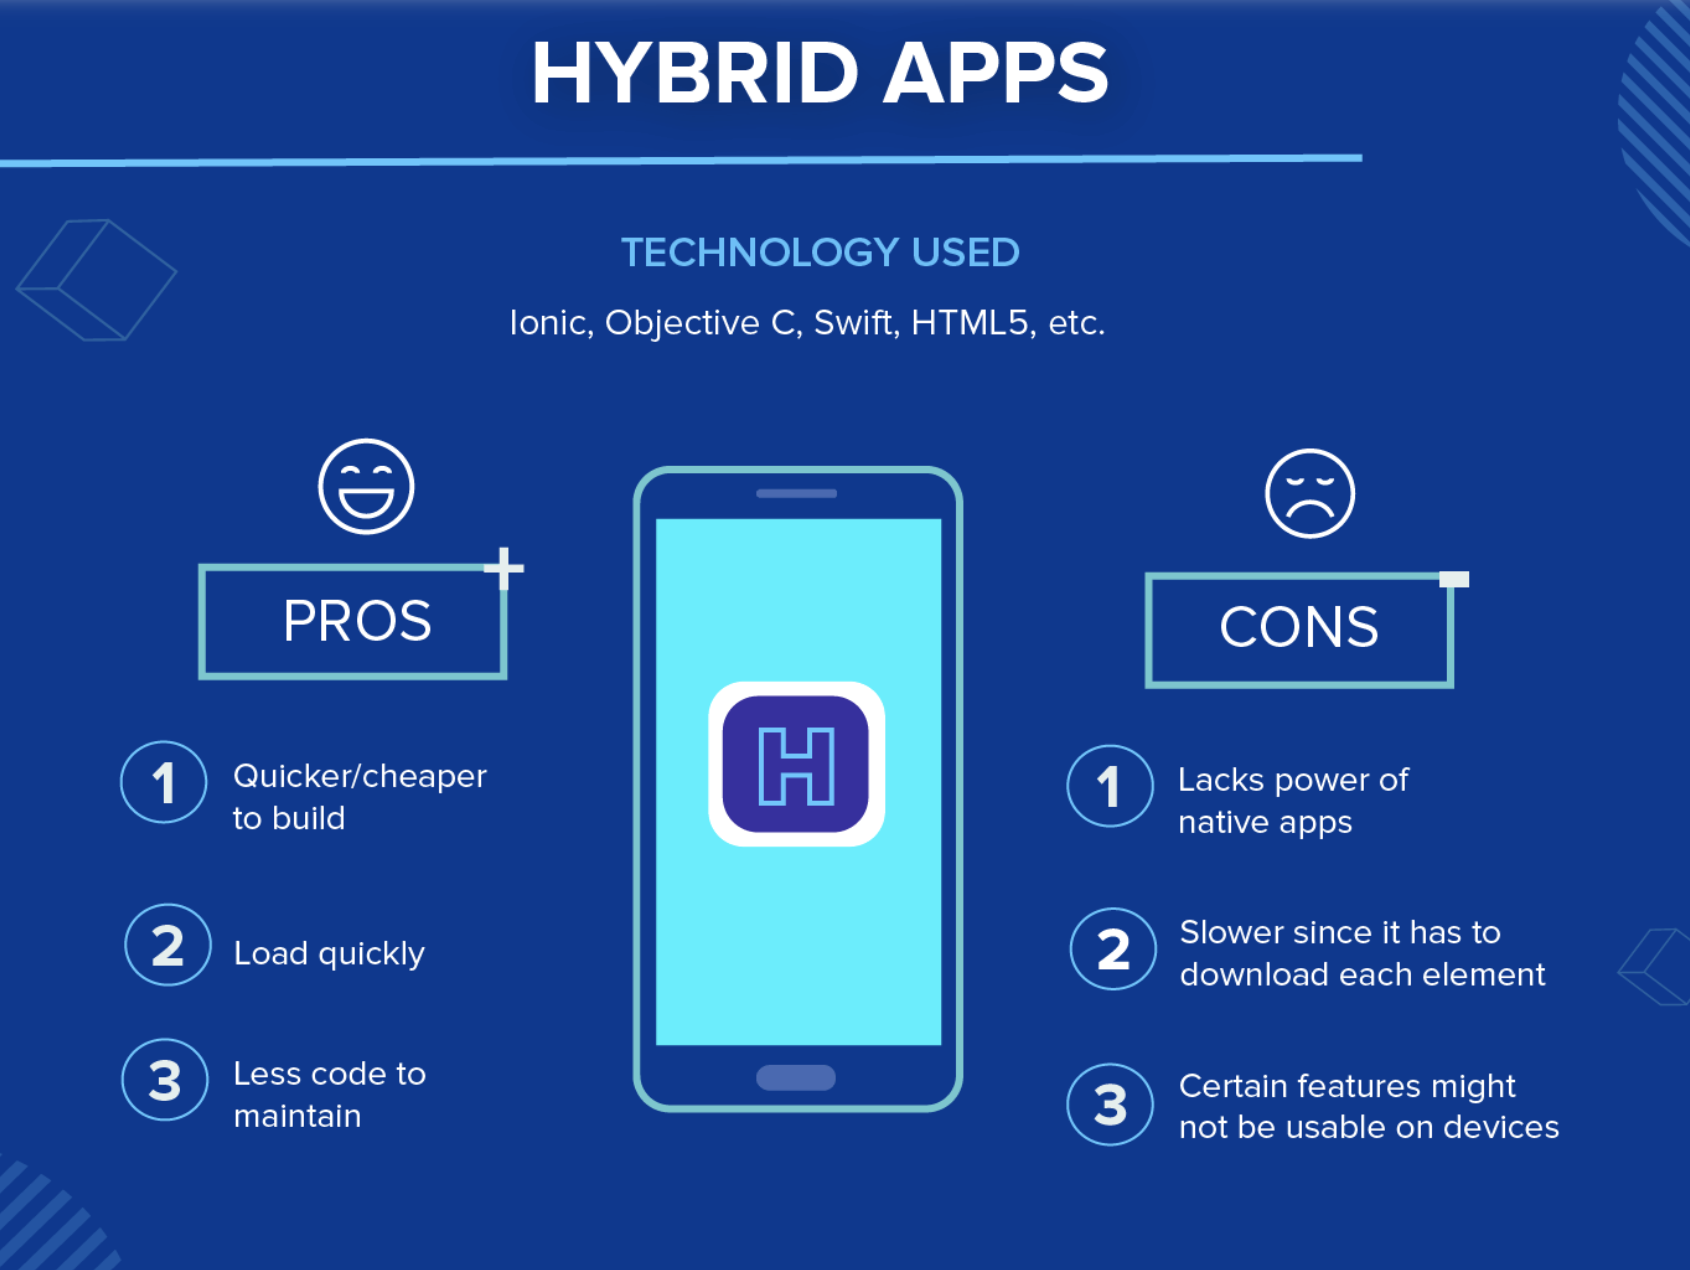 HYBRID APPS
TECHNOLOGY USED
Ionic, Objective C, Swift, HTML5, etc.
PROS
1
Quicker/cheaper
to build
2
Load quickly
3
Less code to
maintain
H
CONS
1
Lacks power of
native apps
2
Slower since it has to
download each element
3
Certain features might
not be usable on devices